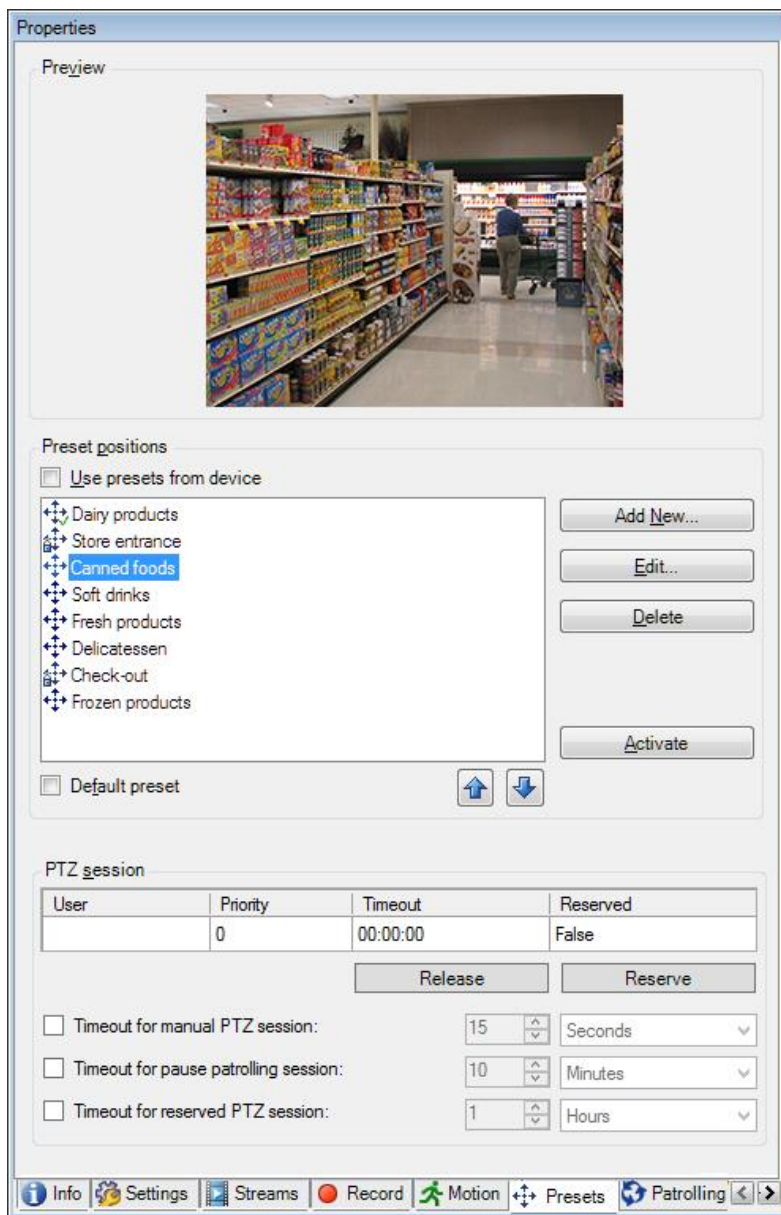 Properties
Preview
Preset positions
Use presets from device
Dairy products
Store entrance
Canned foods
Soft drinks
Fresh products
Delicatessen
Check-out
Frozen products
Add New...
Edit...
Delete
Activate
Default preset
PTZ session
User Priority Timeout Reserved
0 00:00:00 False
Release Reserve
Timeout for manual PTZ session: 15 Seconds
Timeout for pause patrolling session: 10 Minutes
Timeout for reserved PTZ session: 1 Hours
Info Settings Streams Record Motion Presets Patrolling